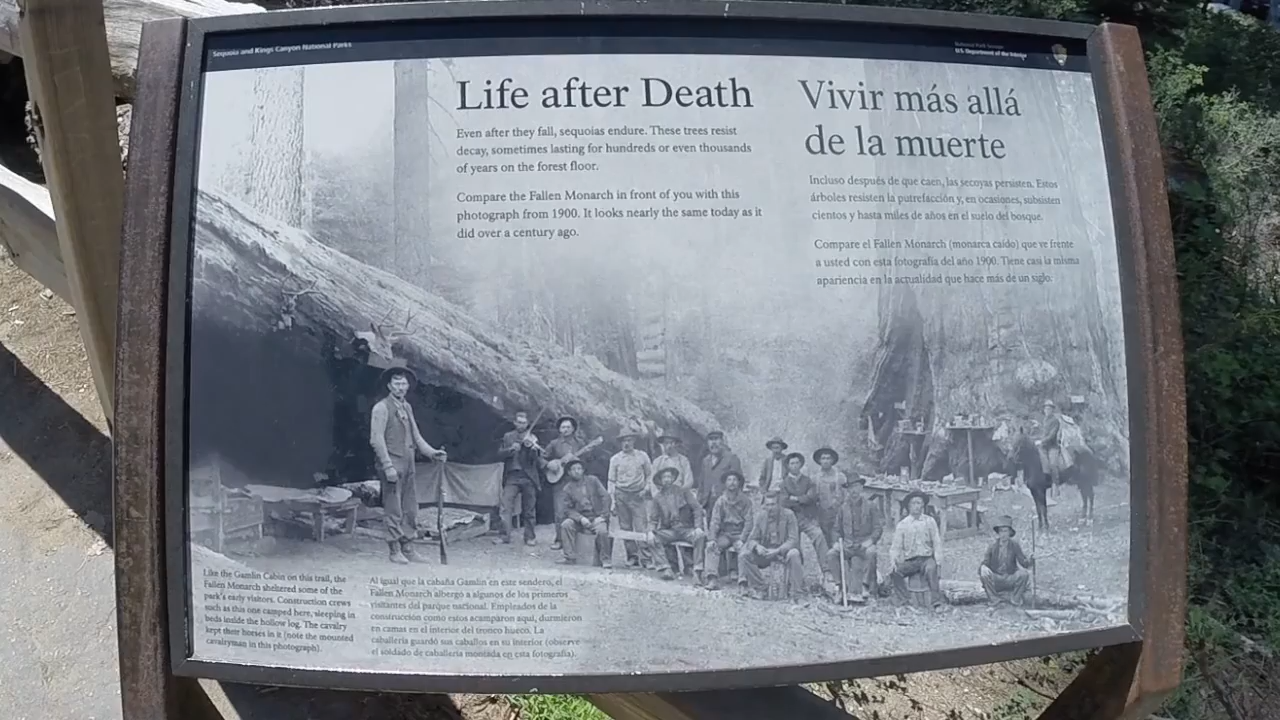 Sequoia and Kings Canyon National Parks
National Park Service
U.S. Department of the Interior
Life after Death
Even after they fall, sequoias endure. These trees resist
decay, sometimes lasting for hundreds or even thousands
of years on the forest floor.
Compare the Fallen Monarch in front of you with this
photograph from 1900. It looks nearly the same today as it
did over a century ago.
Vivir más allá
de la muerte
Incluso después de que caen, las secoyas persisten. Estos
árboles resisten la putrefacción y, en ocasiones, subsisten
cientos y hasta miles de años en el suelo del bosque.
Compare el Fallen Monarch (monarca caído) que ve frente
a usted con esta fotografía del año 1900. Tiene casi la misma
apariencia en la actualidad que hace más de un siglo.
Like the Gamlin Cabin on this trail, the
Fallen Monarch sheltered some of the
park's early visitors. Construction crews
such as this one camped here, sleeping in
beds inside the hollow log. The cavalry
kept their horses in it (note the mounted
cavalryman in this photograph).
Al igual que la cabaña Gamlin en este sendero, el
Fallen Monarch albergó a algunos de los primeros
visitantes del parque nacional. Empleados de la
construcción como estos acamparon aquí, durmieron
en camas en el interior del tronco hueco. La
caballería guardó sus caballos en su interior (observe
el soldado de caballería montada en esta fotografía).